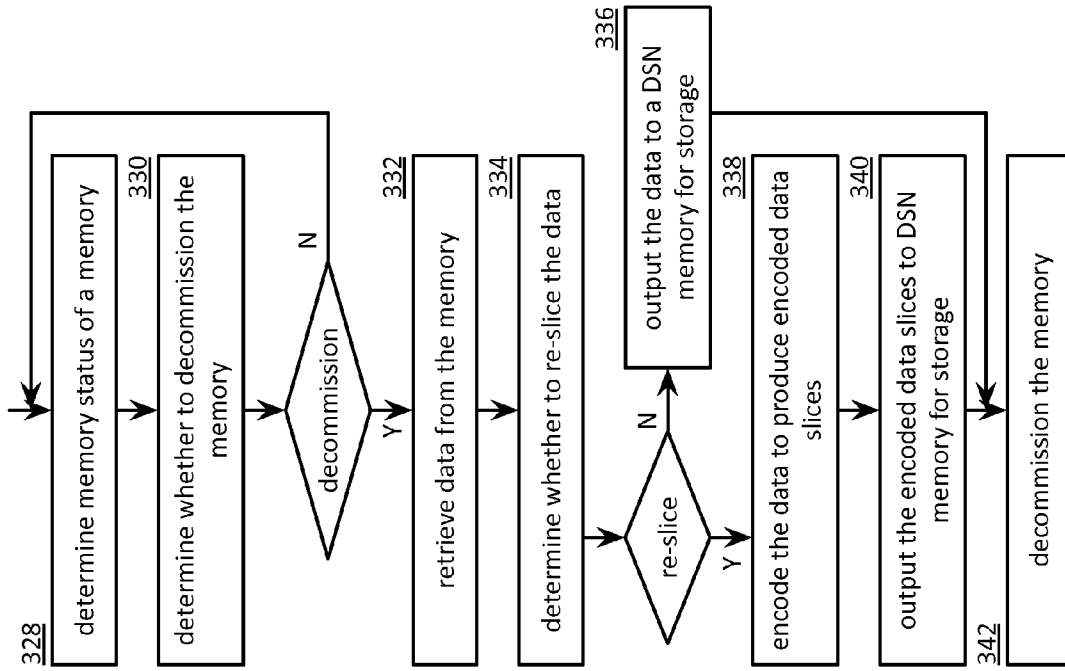 328
determine memory status of a memory
330
determine whether to decommission the
memory
decommission
N
Y
332
retrieve data from the memory
334
determine whether to re-slice the data
re-slice
N
Y
336
output the data to a DSN
memory for storage
338
encode the data to produce encoded data
slices
340
output the encoded data slices to DSN
memory for storage
342
decommission the memory